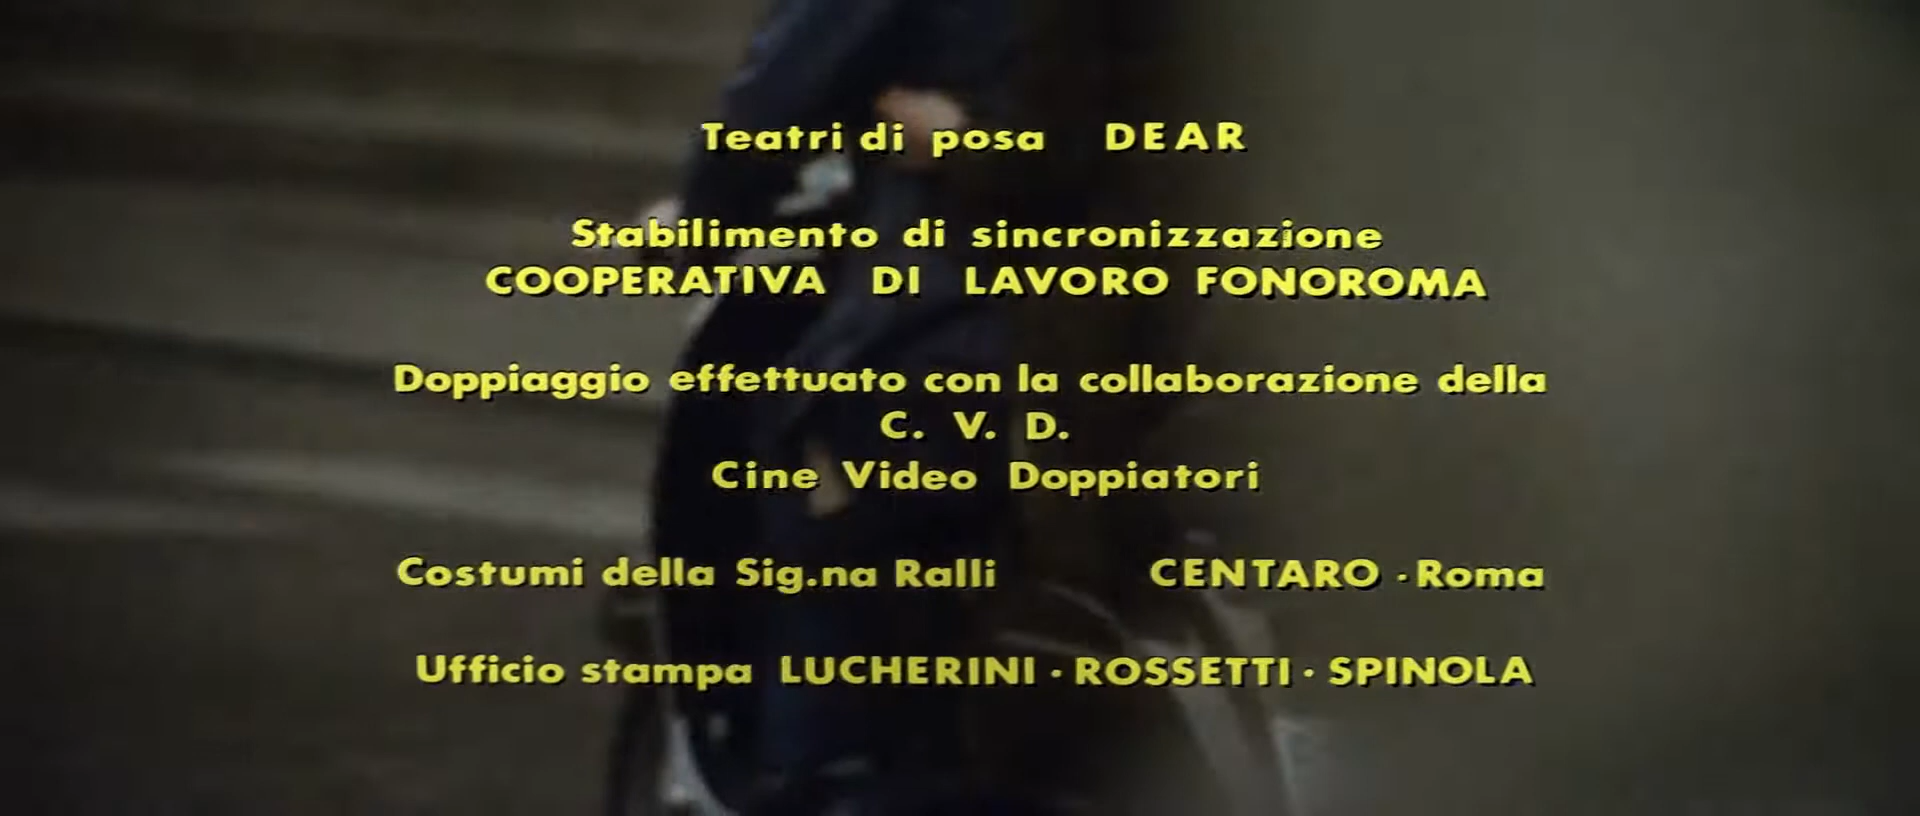 Teatri di posa DEAR
Stabilimento di sincronizzazione
COOPERATIVA DI LAVORO FONOROMA
Doppiaggio effettuato con la collaborazione della
C. V. D.
Cine Video Doppiatori
Costumi della Sig.na Ralli CENTARO - Roma
Ufficio stampa LUCHERINI · ROSSETTI · SPINOLA